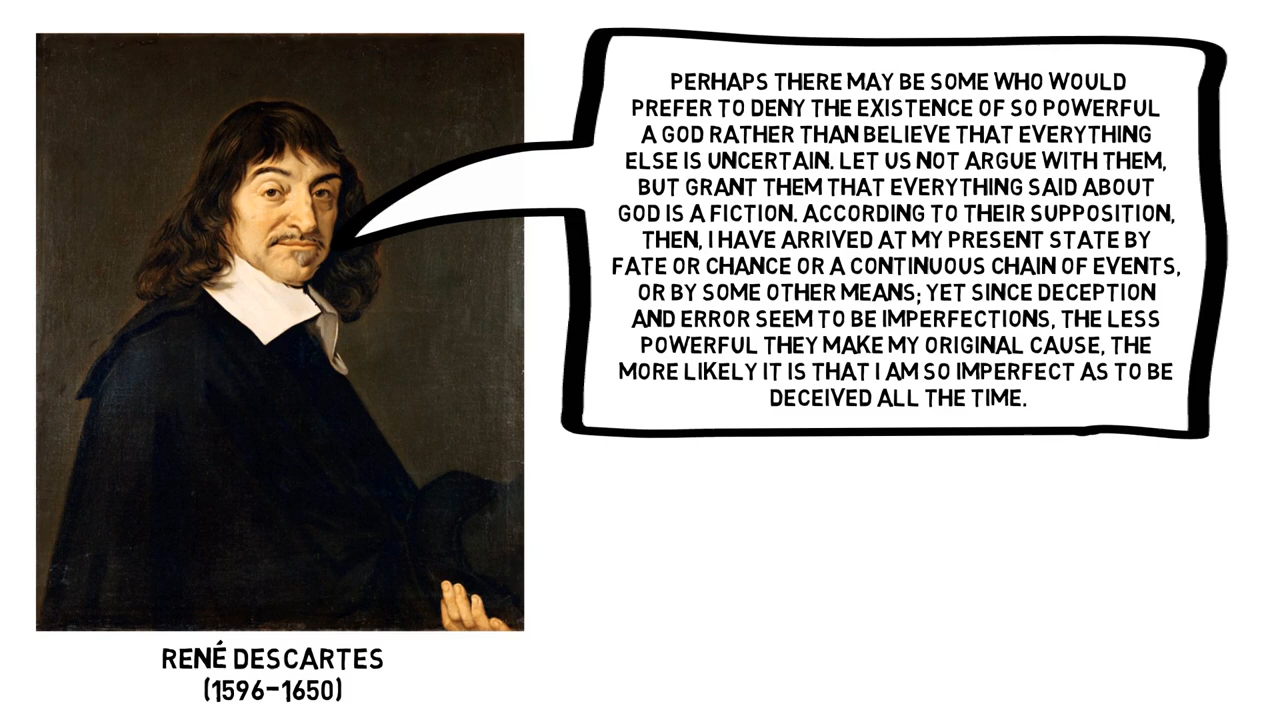 PERHAPS THERE MAY BE SOME WHO WOULD
PREFER TO DENY THE EXISTENCE OF SO POWERFUL
A GOD RATHER THAN BELIEVE THAT EVERYTHING
ELSE IS UNCERTAIN. LET US NOT ARGUE WITH THEM,
BUT GRANT THEM THAT EVERYTHING SAID ABOUT
GOD IS A FICTION. ACCORDING TO THEIR SUPPOSITION,
THEN, I HAVE ARRIVED AT MY PRESENT STATE BY
FATE OR CHANCE OR A CONTINUOUS CHAIN OF EVENTS,
OR BY SOME OTHER MEANS; YET SINCE DECEPTION
AND ERROR SEEM TO BE IMPERFECTIONS, THE LESS
POWERFUL THEY MAKE MY ORIGINAL CAUSE, THE
MORE LIKELY IT IS THAT I AM SO IMPERFECT AS TO BE
DECEIVED ALL THE TIME.
RENÉ DESCARTES
(1596-1650)